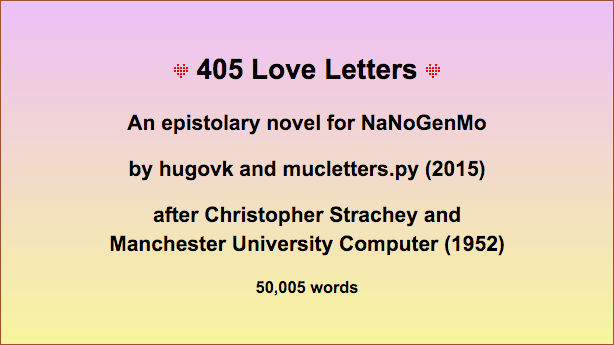 405 Love Letters
An epistolary novel for NaNoGenMo
by hugovk and mucletters.py (2015)
after Christopher Strachey and
Manchester University Computer (1952)
50,005 words